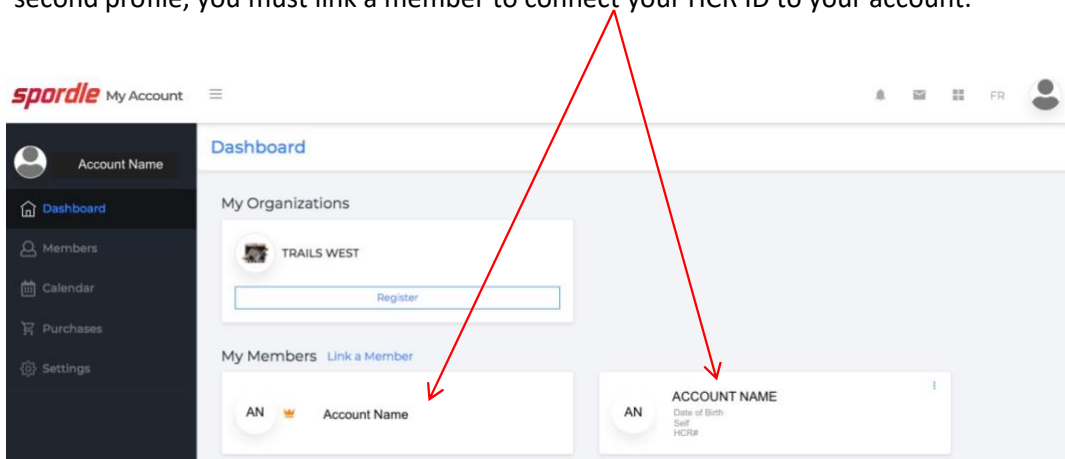 second profile, you must link a member to connect your HCR ID to your account.
spordle My Account
FR
Account Name
Dashboard
Dashboard
Members
Calendar
Purchases
Settings
My Organizations
TRAILS WEST
Register
My Members Link a Member
AN Account Name
AN
ACCOUNT NAME
Date of Birth
Self
HCR#